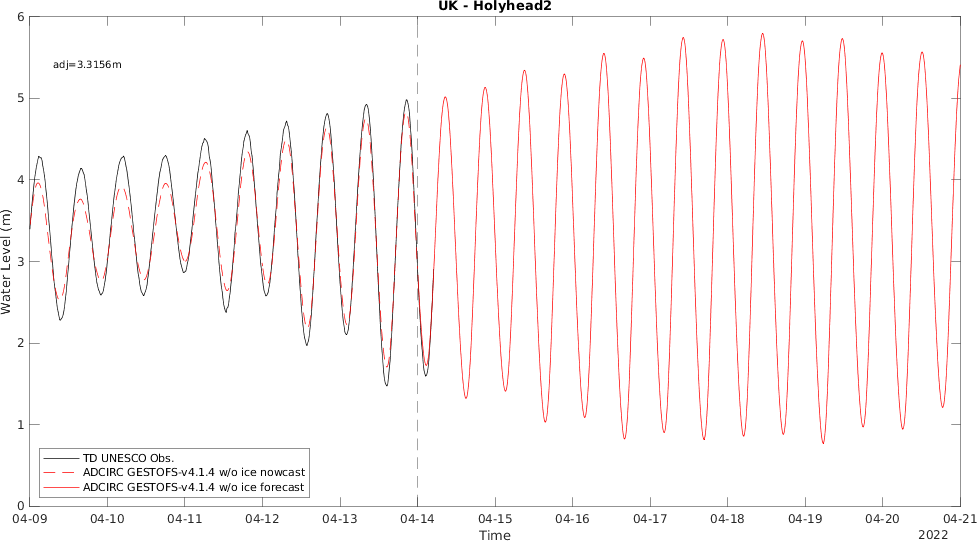 UK - Holyhead2
adj=3.3156m
Water Level (m)
6
5
4
3
2
1
0
TD UNESCO Obs.
ADCIRC GESTOFS-v4.1.4 w/o ice nowcast
ADCIRC GESTOFS-v4.1.4 w/o ice forecast
04-09 04-10 04-11 04-12 04-13 04-14 04-15 04-16 04-17 04-18 04-19 04-20 04-21
Time
2022